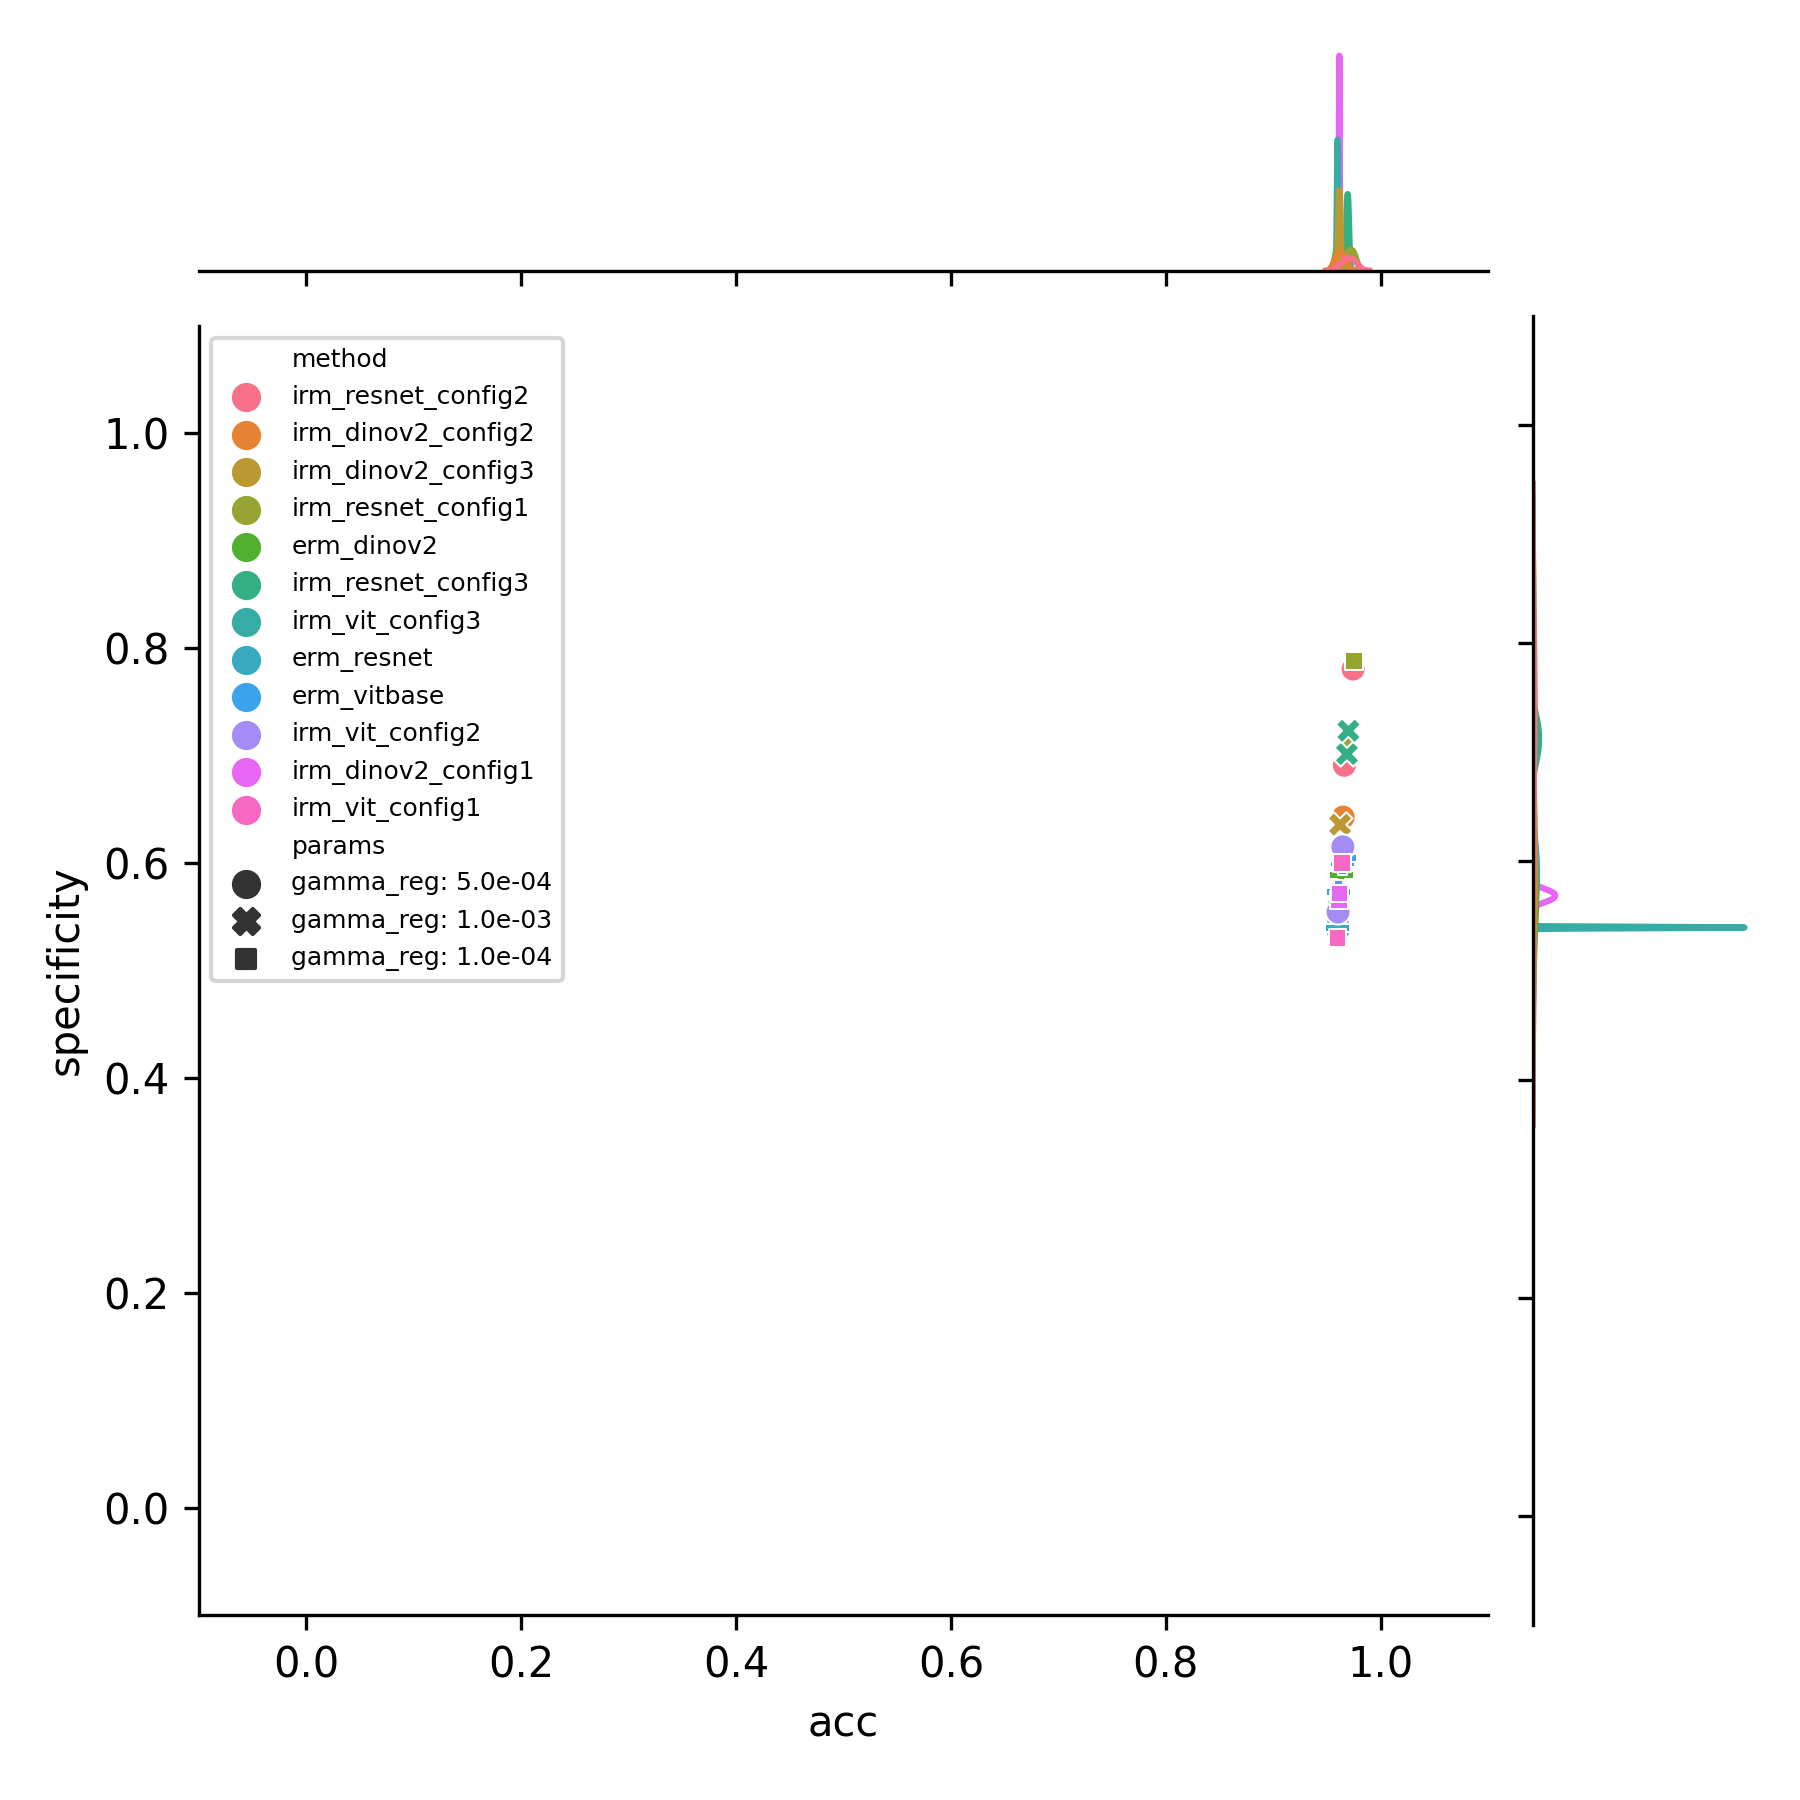 method
irm_resnet_config2
irm_dinov2_config2
irm_dinov2_config3
irm_resnet_config1
erm_dinov2
irm_resnet_config3
irm_vit_config3
erm_resnet
erm_vitbase
irm_vit_config2
irm_dinov2_config1
irm_vit_config1
params
gamma_reg: 5.0e-04
gamma_reg: 1.0e-03
gamma_reg: 1.0e-04
1.0
0.8
0.6
0.4
0.2
0.0
specificity
0.0 0.2 0.4 0.6 0.8 1.0
acc